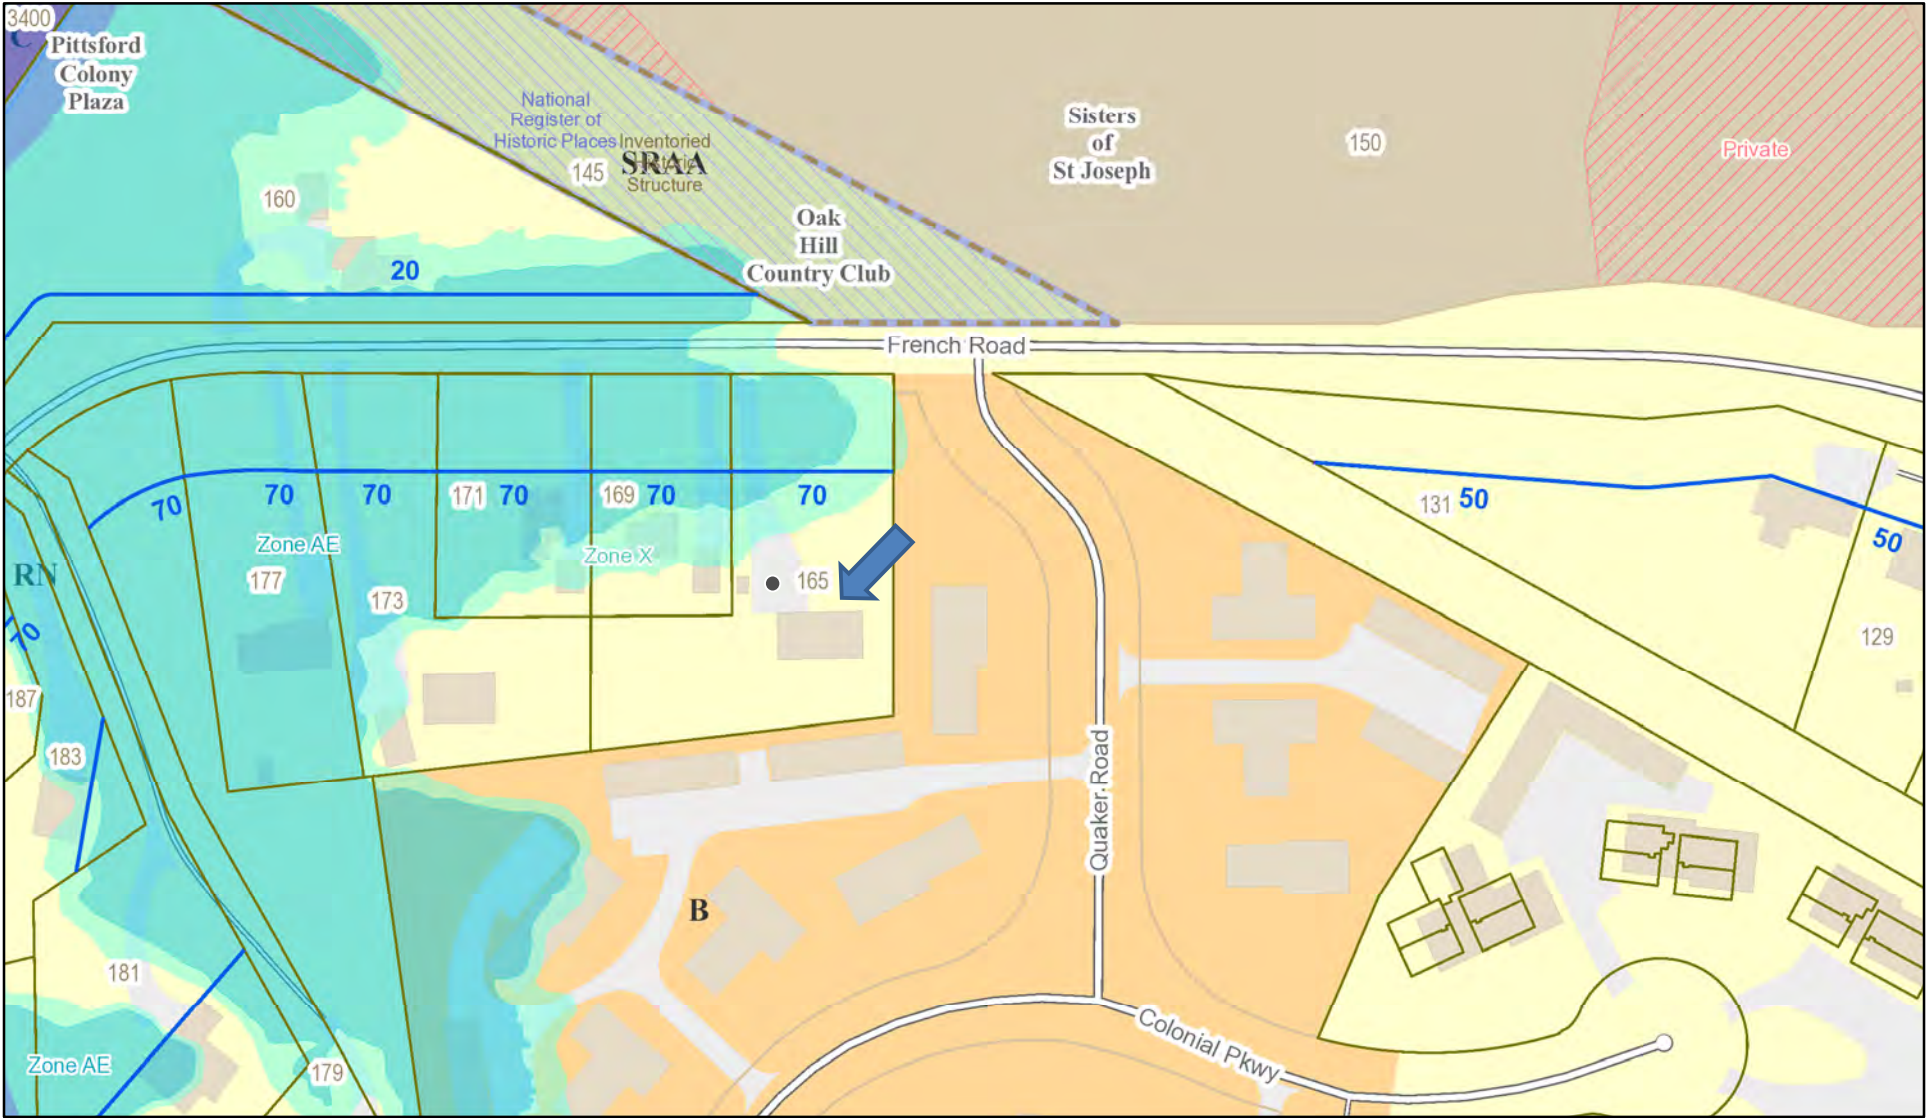 3400
C
Pittsford
Colony
Plaza
National
Register of
Historic Places
Inventoried
Historic
Structure
SRAA
145
Sisters
of
St Joseph
150
Private
160
Oak
Hill
Country Club
20
French Road
70
70
70
171
70
169
70
70
131
50
50
Zone AE
Zone X
RN
177
173
165
129
70
187
183
Quaker Road
B
181
Colonial Pkwy
Zone AE
179